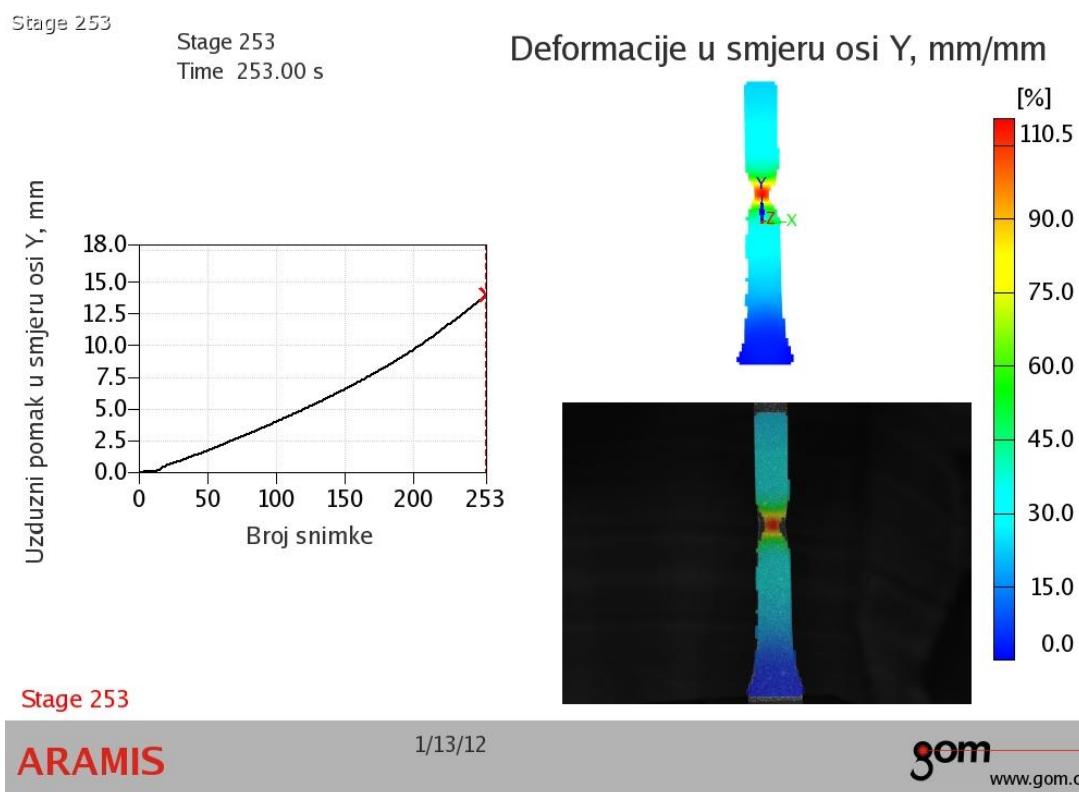 Stage 253
Stage 253
Time 253.00 s
Deformacije u smjeru osi Y, mm/mm
[%]
110.5
90.0
75.0
60.0
45.0
30.0
15.0
0.0
Y
Z
X
Uzduzni pomak u smjeru osi Y, mm
18.0
15.0
12.5
10.0
7.5
5.0
2.5
0.0
0 50 100 150 200 253
Broj snimke
Stage 253
ARAMIS
1/13/12
gom
www.gom.c